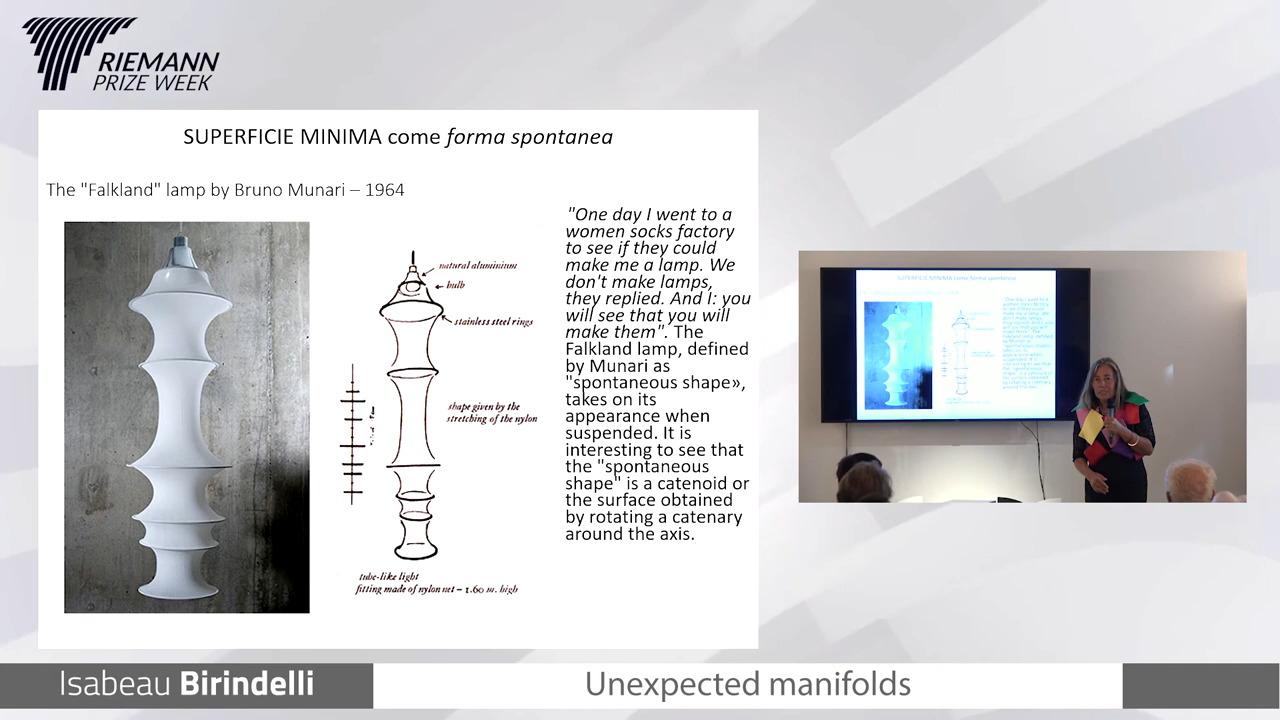 RIEMANN
PRIZE WEEK
SUPERFICIE MINIMA come forma spontanea
The "Falkland" lamp by Bruno Munari – 1964
natural aluminium
bulb
stainless steel rings
shape given by the
stretching of the nylon
tube-like light
fitting made of nylon net – 1.60 m. high
"One day I went to a
women socks factory
to see if they could
make me a lamp. We
don't make lamps,
they replied. And I: you
will see that you will
make them". The
Falkland lamp, defined
by Munari as
"spontaneous shape»,
takes on its
appearance when
suspended. It is
interesting to see that
the "spontaneous
shape" is a catenoid or
the surface obtained
by rotating a catenary
around the axis.
SUPERFICIE MINIMA come forma spontanea
Isabeau Birindelli
Unexpected manifolds